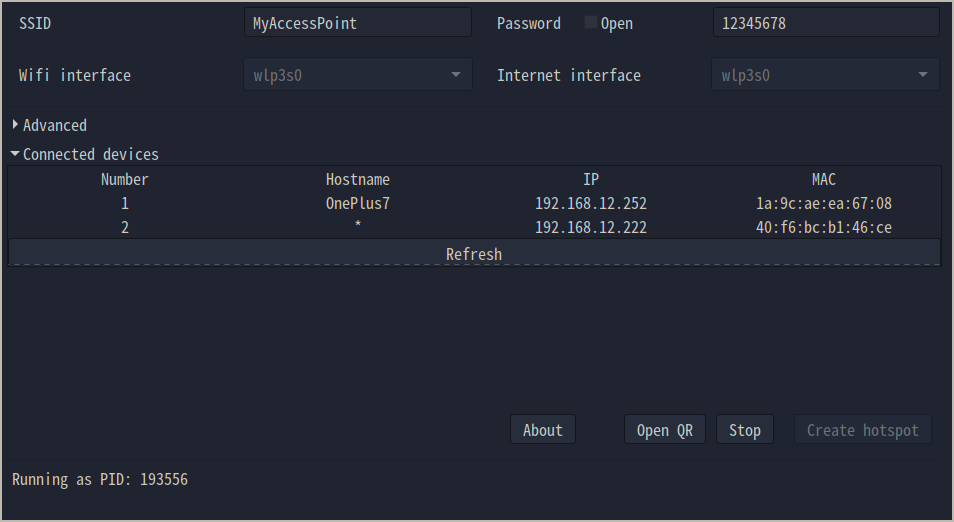 SSID MyAccessPoint Password Open 12345678
Wifi interface wlp3s0 Internet interface wlp3s0
Advanced
Connected devices
Number Hostname IP MAC
1 OnePlus7 192.168.12.252 1a:9c:ae:ea:67:08
2 * 192.168.12.222 40:f6:bc:b1:46:ce
Refresh
About Open QR Stop Create hotspot
Running as PID: 193556